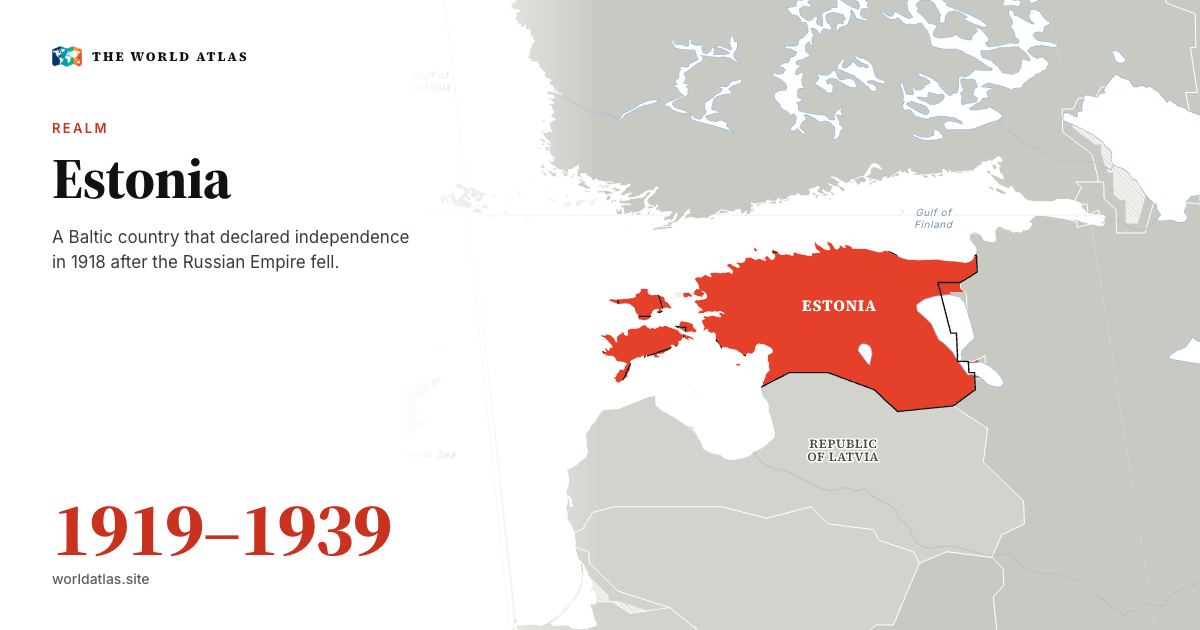 THE WORLD ATLAS
REALM
Estonia
A Baltic country that declared independence
in 1918 after the Russian Empire fell.
1919–1939
worldatlas.site
Gulf of
Bothnia
Gulf of
Finland
ESTONIA
REPUBLIC
OF LATVIA
Sea